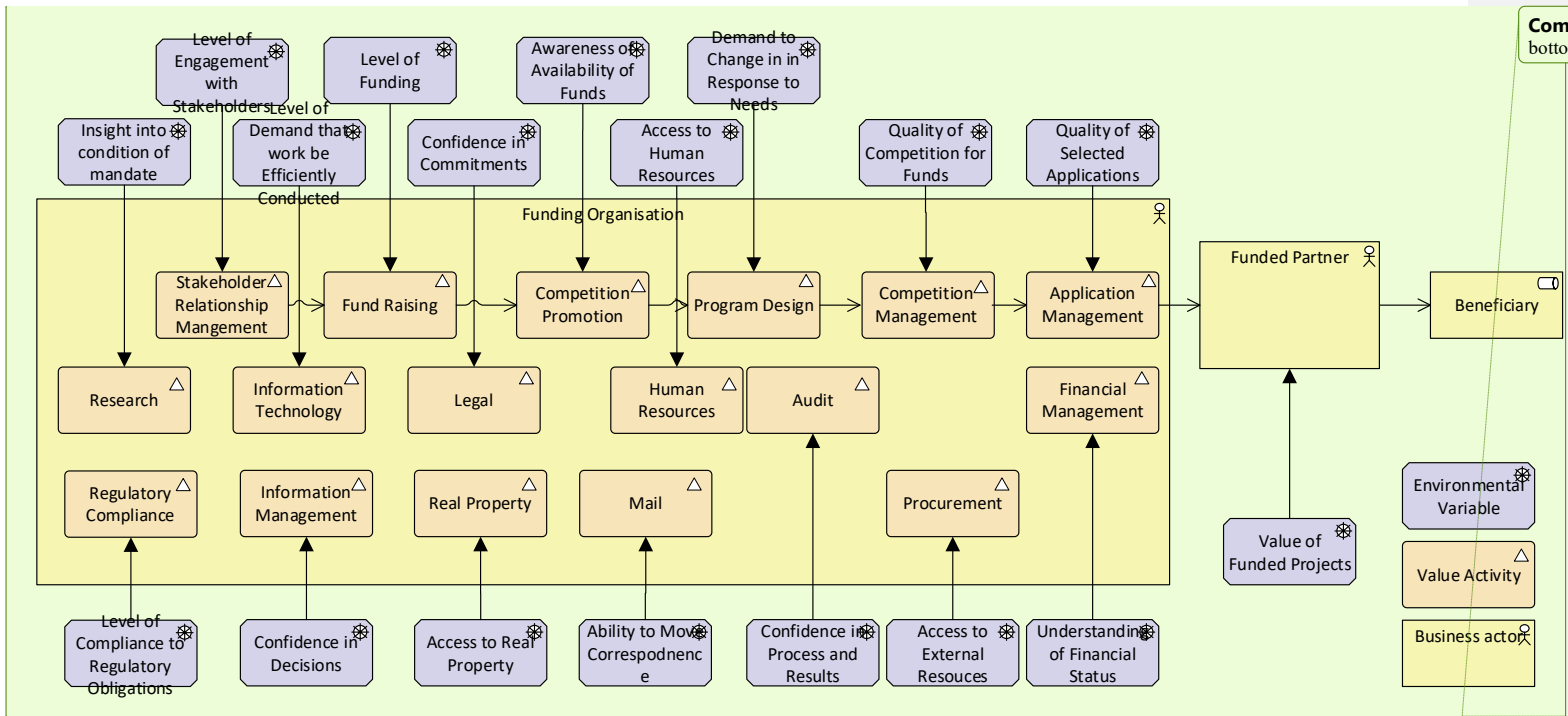 Com
botto
Level of
Engagement
with
Stakeholders
Level of
Funding
Awareness of
Availability of
Funds
Demand to
Change in in
Response to
Needs
Insight into
condition of
mandate
Level of
Demand that
work be
Efficiently
Conducted
Confidence in
Commitments
Access to
Human
Resources
Quality of
Competition for
Funds
Quality of
Selected
Applications
Funding Organisation
Stakeholder
Relationship
Mangement
Fund Raising
Competition
Promotion
Program Design
Competition
Management
Application
Management
Funded Partner
Beneficiary
Research
Information
Technology
Legal
Human
Resources
Audit
Financial
Management
Regulatory
Compliance
Information
Management
Real Property
Mail
Procurement
Environmental
Variable
Value of
Funded Projects
Value Activity
Business actor
Level of
Compliance to
Regulatory
Obligations
Confidence in
Decisions
Access to Real
Property
Ability to Move
Correspodnenc
e
Confidence in
Process and
Results
Access to
External
Resouces
Understanding
of Financial
Status